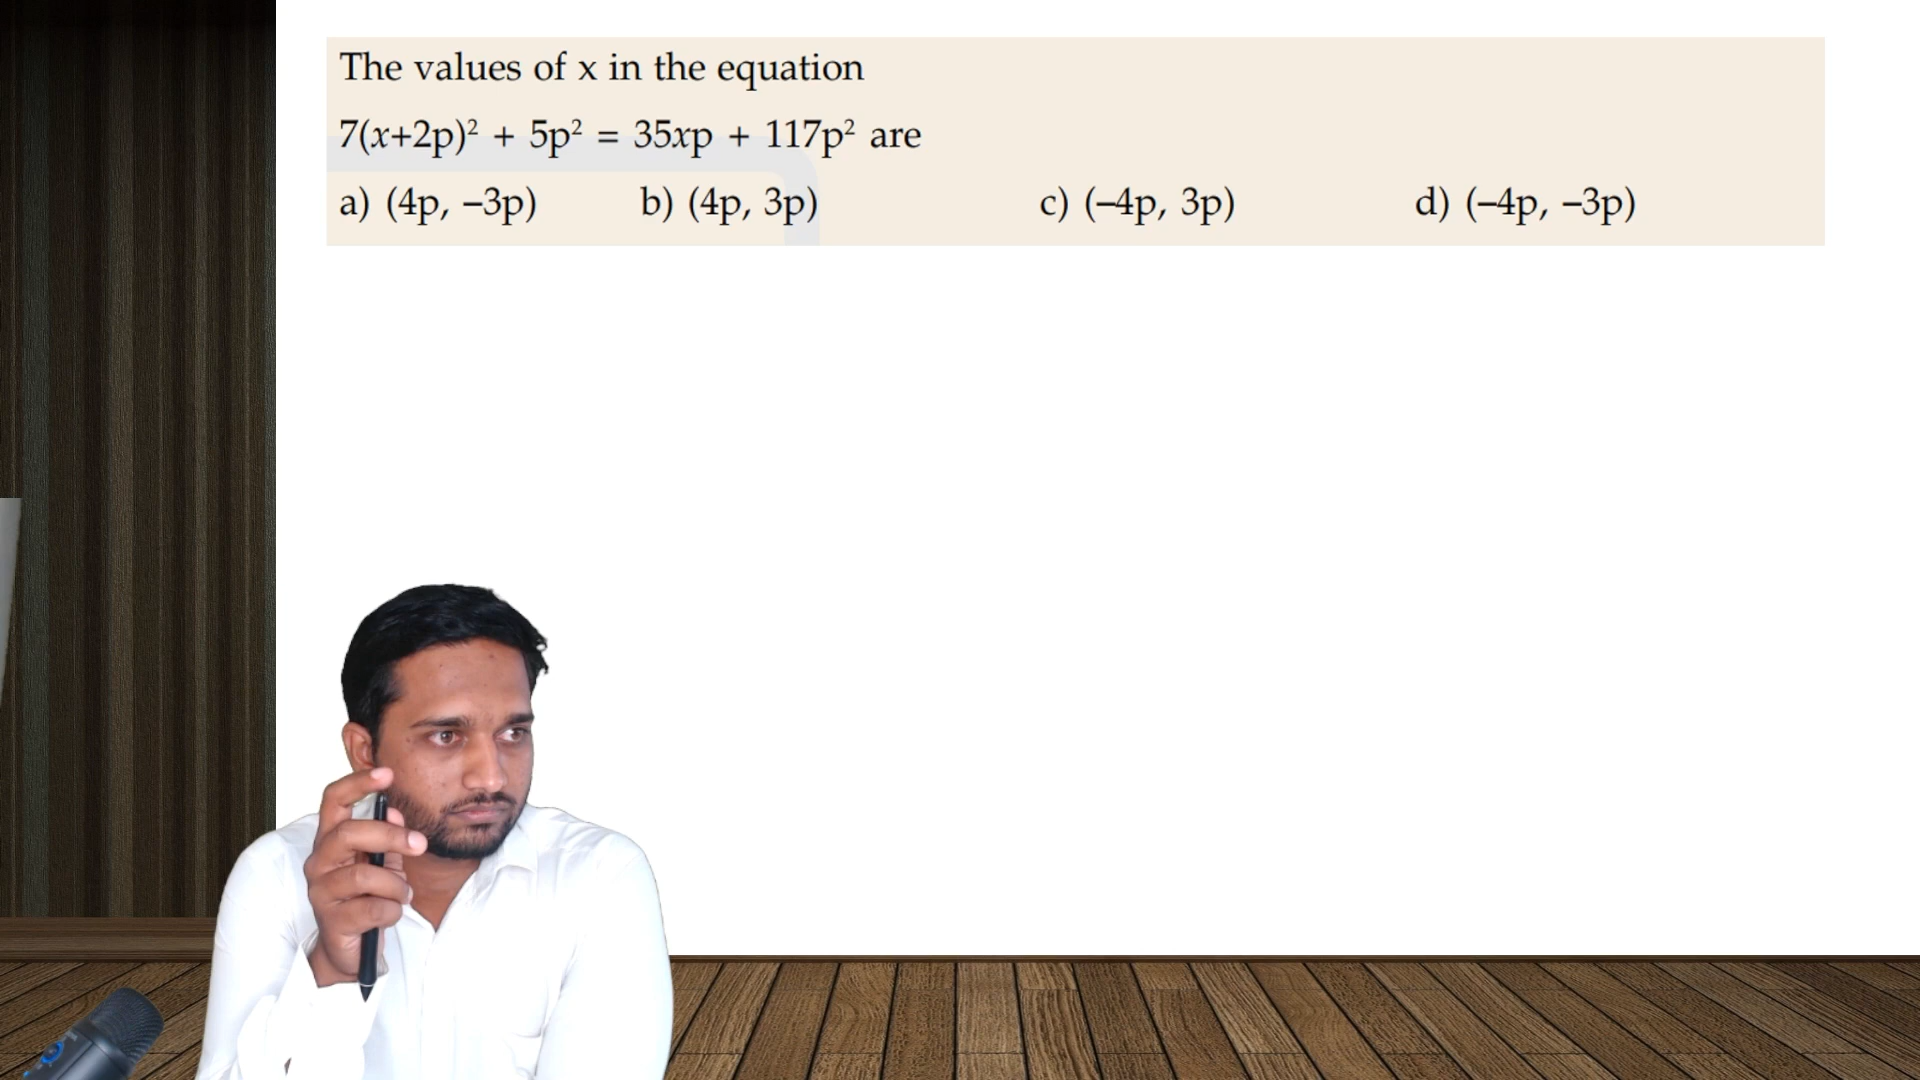 The values of x in the equation
7(x+2p)² + 5p² = 35xp + 117p² are
a) (4p, –3p) b) (4p, 3p) c) (–4p, 3p) d) (–4p, –3p)